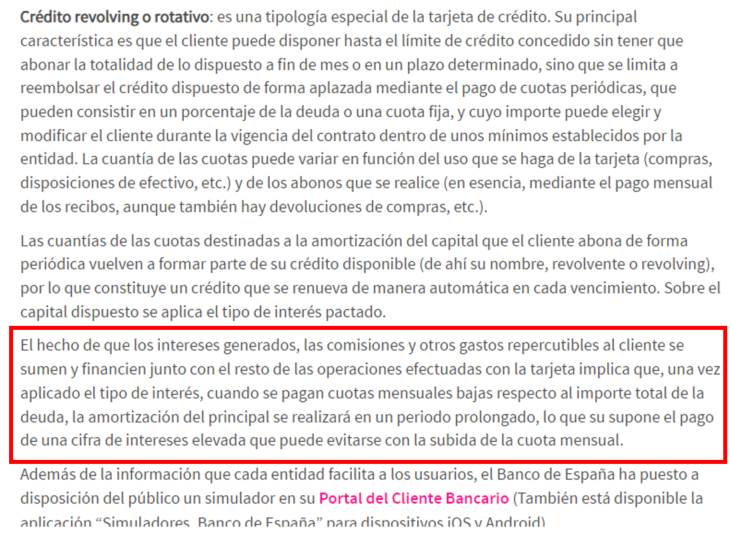 Crédito revolving o rotativo: es una tipología especial de la tarjeta de crédito. Su principal
característica es que el cliente puede disponer hasta el límite de crédito concedido sin tener que
abonar la totalidad de lo dispuesto a fin de mes o en un plazo determinado, sino que se limita a
reembolsar el crédito dispuesto de forma aplazada mediante el pago de cuotas periódicas, que
pueden consistir en un porcentaje de la deuda o una cuota fija, y cuyo importe puede elegir y
modificar el cliente durante la vigencia del contrato dentro de unos mínimos establecidos por la
entidad. La cuantía de las cuotas puede variar en función del uso que se haga de la tarjeta (compras,
disposiciones de efectivo, etc.) y de los abonos que se realice (en esencia, mediante el pago mensual
de los recibos, aunque también hay devoluciones de compras, etc.).
Las cuantías de las cuotas destinadas a la amortización del capital que el cliente abona de forma
periódica vuelven a formar parte de su crédito disponible (de ahí su nombre, revolvente o revolving),
por lo que constituye un crédito que se renueva de manera automática en cada vencimiento. Sobre el
capital dispuesto se aplica el tipo de interés pactado.
El hecho de que los intereses generados, las comisiones y otros gastos repercutibles al cliente se
sumen y financien junto con el resto de las operaciones efectuadas con la tarjeta implica que, una vez
aplicado el tipo de interés, cuando se pagan cuotas mensuales bajas respecto al importe total de la
deuda, la amortización del principal se realizará en un periodo prolongado, lo que su supone el pago
de una cifra de intereses elevada que puede evitarse con la subida de la cuota mensual.
Además de la información que cada entidad facilita a los usuarios, el Banco de España ha puesto a
disposición del público un simulador en su Portal del Cliente Bancario (También está disponible la
aplicación “Simuladores. Banco de España” para dispositivos iOS y Android)